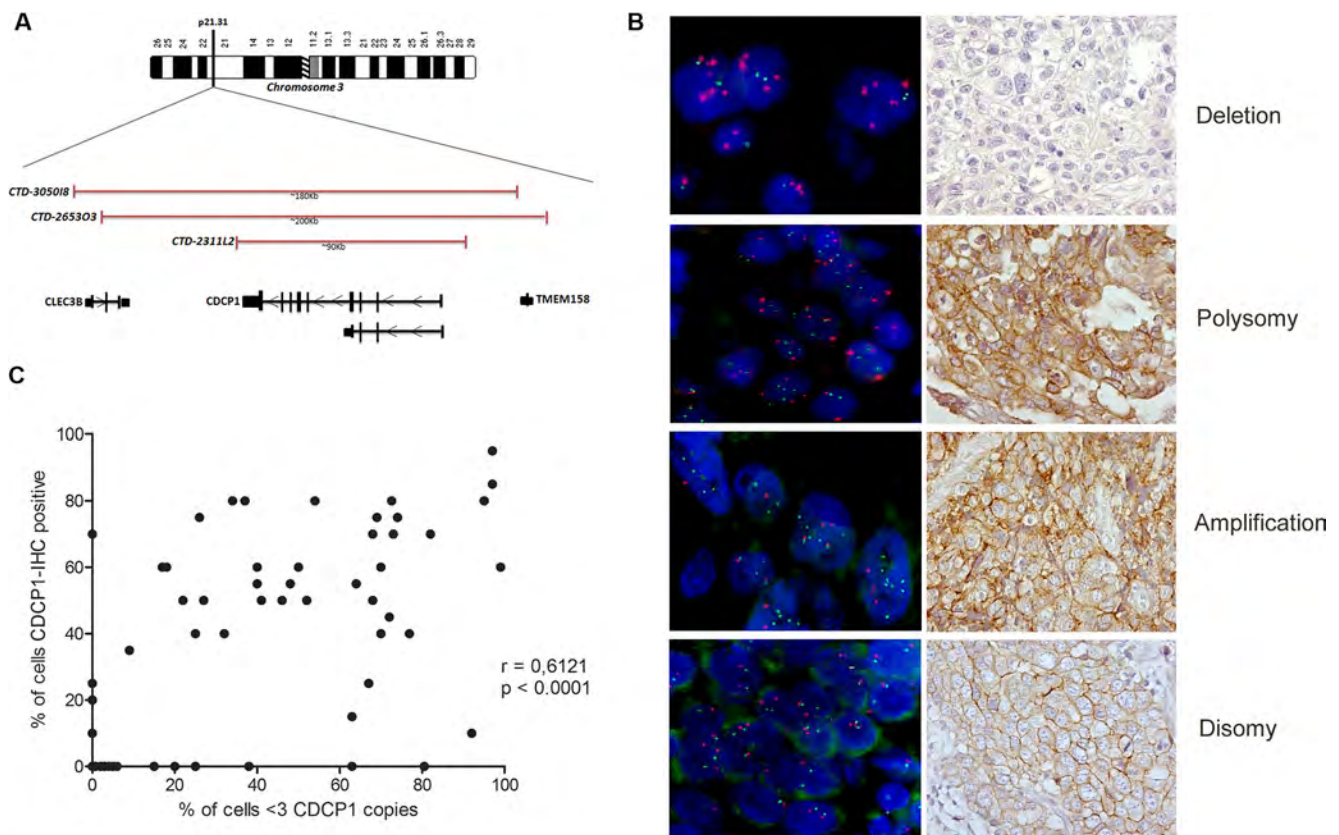 A
p21.31
26 25 24 22 21 14 13 12 11.2 13.1 13.3 21 22 23 24 25 26.1 26.3 27 28 29
Chromosome 3
CTD-3050I8
~180Kb
CTD-2653O3
~200Kb
CTD-2311L2
~90Kb
CLEC3B
CDCP1
TMEM158
B
Deletion
Polysomy
Amplification
Disomy
C
% of cells CDCP1-IHC positive
100
80
60
40
20
0
r = 0,6121
p < 0.0001
0 20 40 60 80 100
% of cells <3 CDCP1 copies